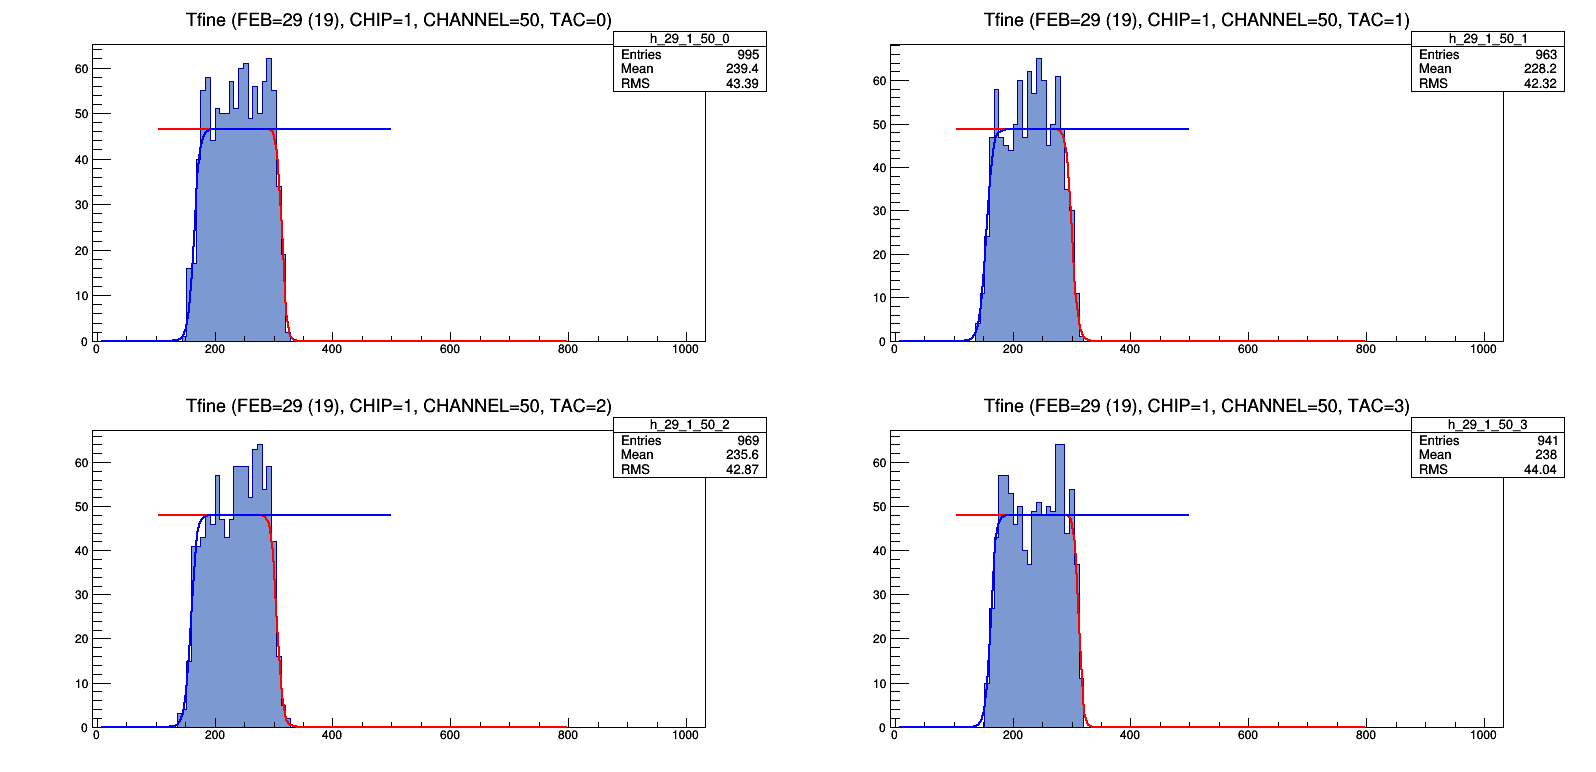 Tfine (FEB=29 (19), CHIP=1, CHANNEL=50, TAC=0)
h_29_1_50_0
Entries 995
Mean 239.4
RMS 43.39
60
50
40
30
20
10
0
0 200 400 600 800 1000
Tfine (FEB=29 (19), CHIP=1, CHANNEL=50, TAC=1)
h_29_1_50_1
Entries 963
Mean 228.2
RMS 42.32
60
50
40
30
20
10
0
0 200 400 600 800 1000
Tfine (FEB=29 (19), CHIP=1, CHANNEL=50, TAC=2)
h_29_1_50_2
Entries 969
Mean 235.6
RMS 42.87
60
50
40
30
20
10
0
0 200 400 600 800 1000
Tfine (FEB=29 (19), CHIP=1, CHANNEL=50, TAC=3)
h_29_1_50_3
Entries 941
Mean 238
RMS 44.04
60
50
40
30
20
10
0
0 200 400 600 800 1000